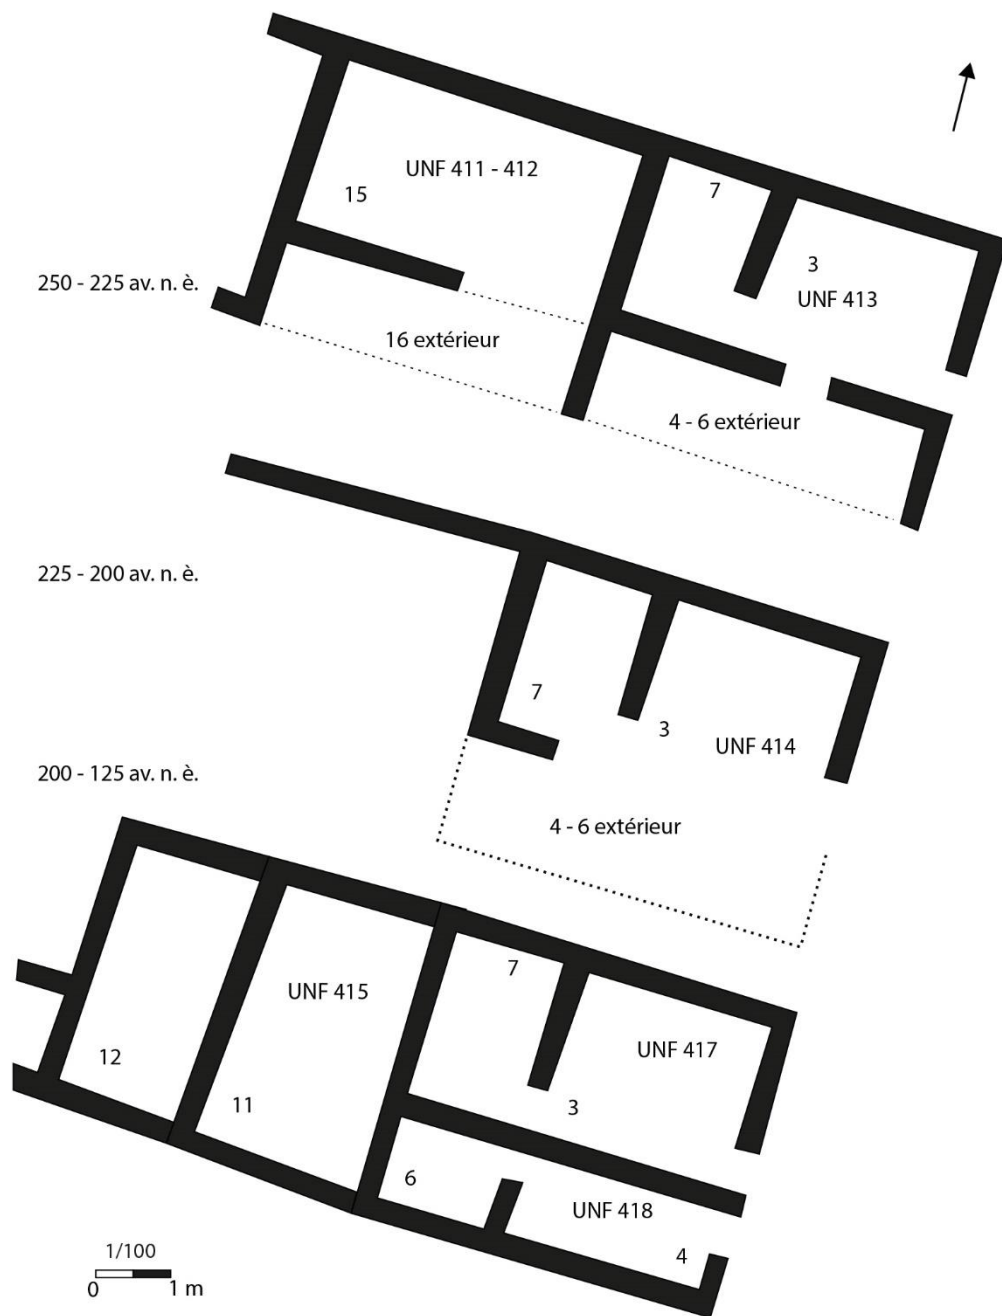 UNF 411 - 412
15
7
3
UNF 413
250 - 225 av. n. è.
16 extérieur
4 - 6 extérieur
225 - 200 av. n. è.
7
3
UNF 414
200 - 125 av. n. è.
4 - 6 extérieur
7
UNF 415
UNF 417
12
11
3
6
UNF 418
4
1/100
0 1 m